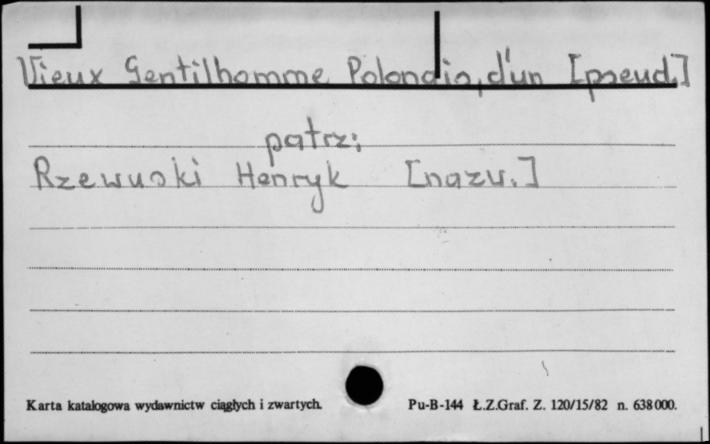 Vieux Gentilhomme Polonais, d'un [pseud.]
patrz:
Rzewuski Henryk [nazw.]
Karta katalogowa wydawnictw ciągłych i zwartych. Pu-B-144 Ł.Z.Graf. Z. 120/15/82 n. 638000.